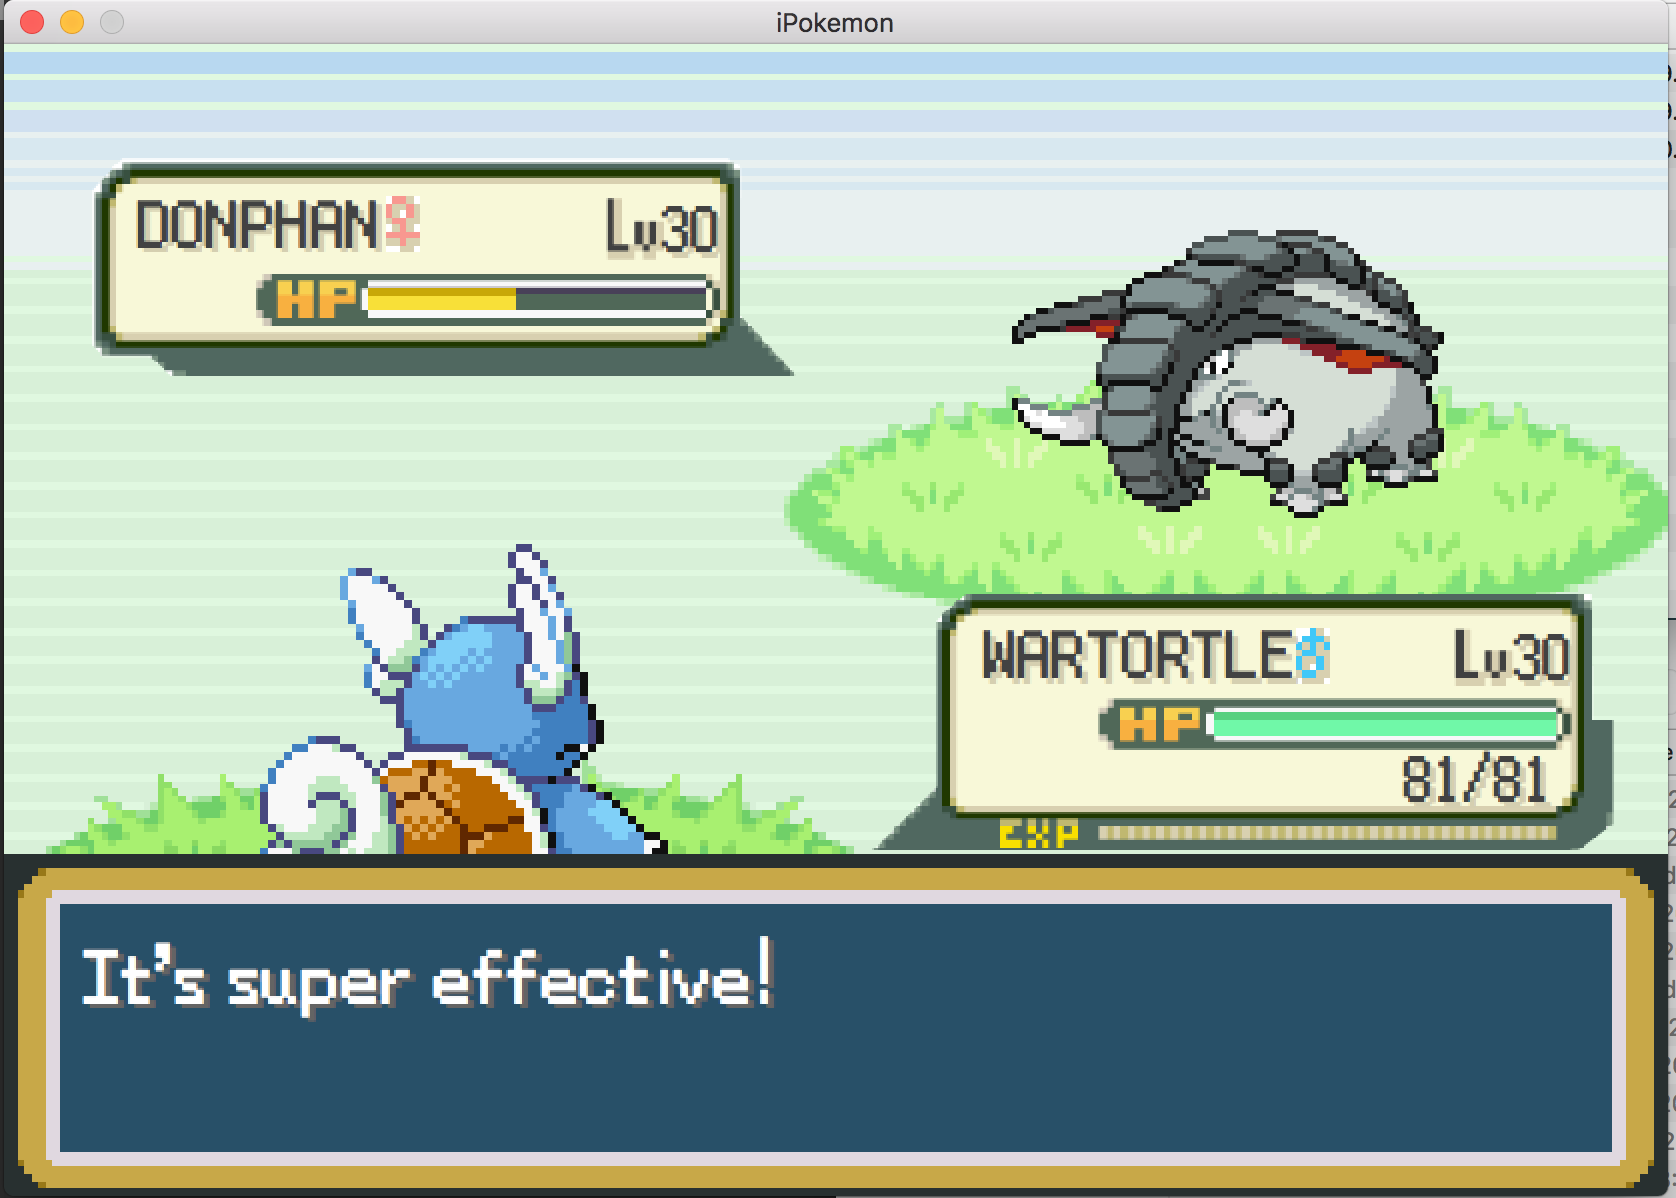 iPokemon
DONPHAN♀ Lv30
HP
WARTORTLE♂ Lv30
HP
81/81
EXP
It's super effective!